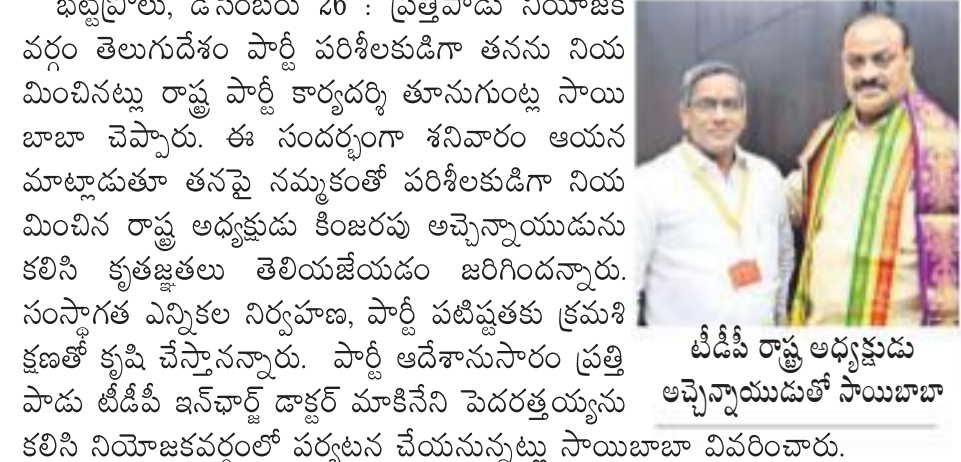 భట్టిప్రోలు, డిసెంబరు 26 : ప్రత్తిపాడు నియోజక
వర్గం తెలుగుదేశం పార్టీ పరిశీలకుడిగా తనను నియ
మించినట్లు రాష్ట్ర పార్టీ కార్యదర్శి తూనుగుంట్ల సాయి
బాబా చెప్పారు. ఈ సందర్భంగా శనివారం ఆయన
మాట్లాడుతూ తనపై నమ్మకంతో పరిశీలకుడిగా నియ
మించిన రాష్ట్ర అధ్యక్షుడు కింజరపు అచ్చెన్నాయుడును
కలిసి కృతజ్ఞతలు తెలియజేయడం జరిగిందన్నారు.
సంస్థాగత ఎన్నికల నిర్వహణ, పార్టీ పటిష్టతకు క్రమశి
క్షణతో కృషి చేస్తానన్నారు. పార్టీ ఆదేశానుసారం ప్రత్తి
పాడు టీడీపీ ఇన్‌ఛార్జ్ డాక్టర్ మాకినేని పెదరత్తయ్యను
కలిసి నియోజకవర్గంలో పర్యటన చేయనున్నట్లు సాయిబాబా వివరించారు.
టీడీపీ రాష్ట్ర అధ్యక్షుడు
అచ్చెన్నాయుడుతో సాయిబాబా